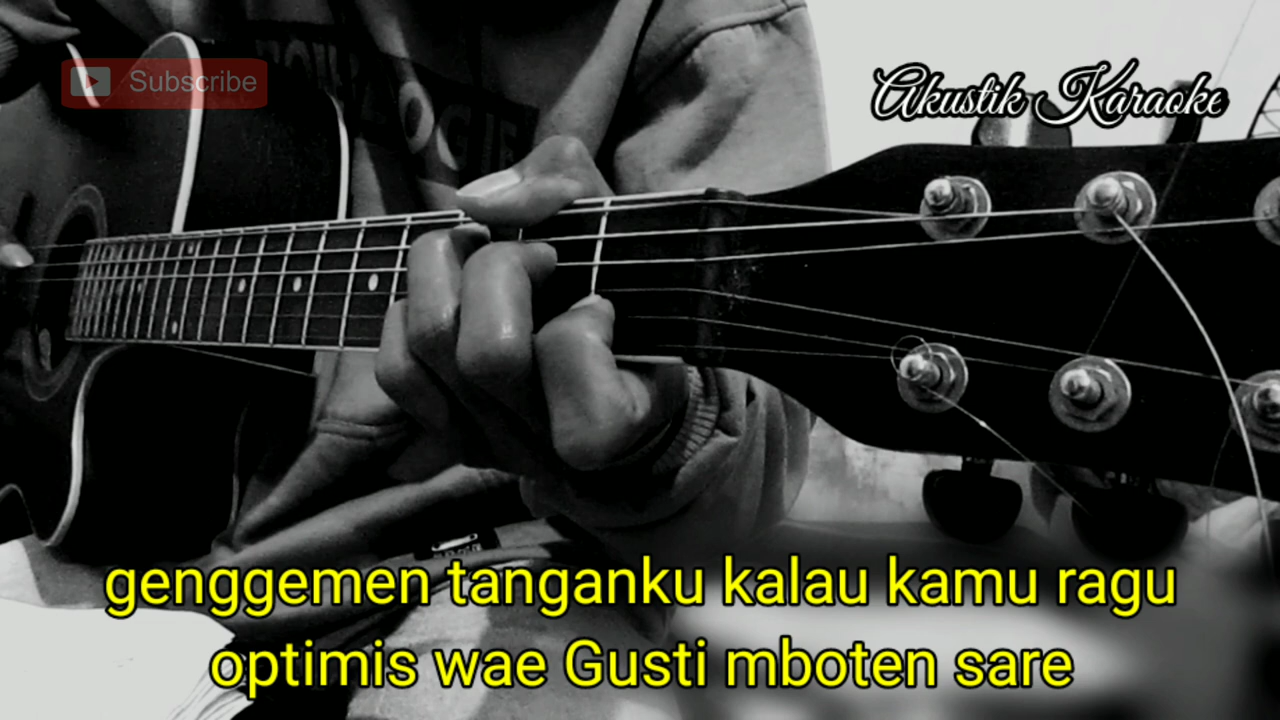 Subscribe
Akustik Karaoke
genggemen tanganku kalau kamu ragu
optimis wae Gusti mboten sare